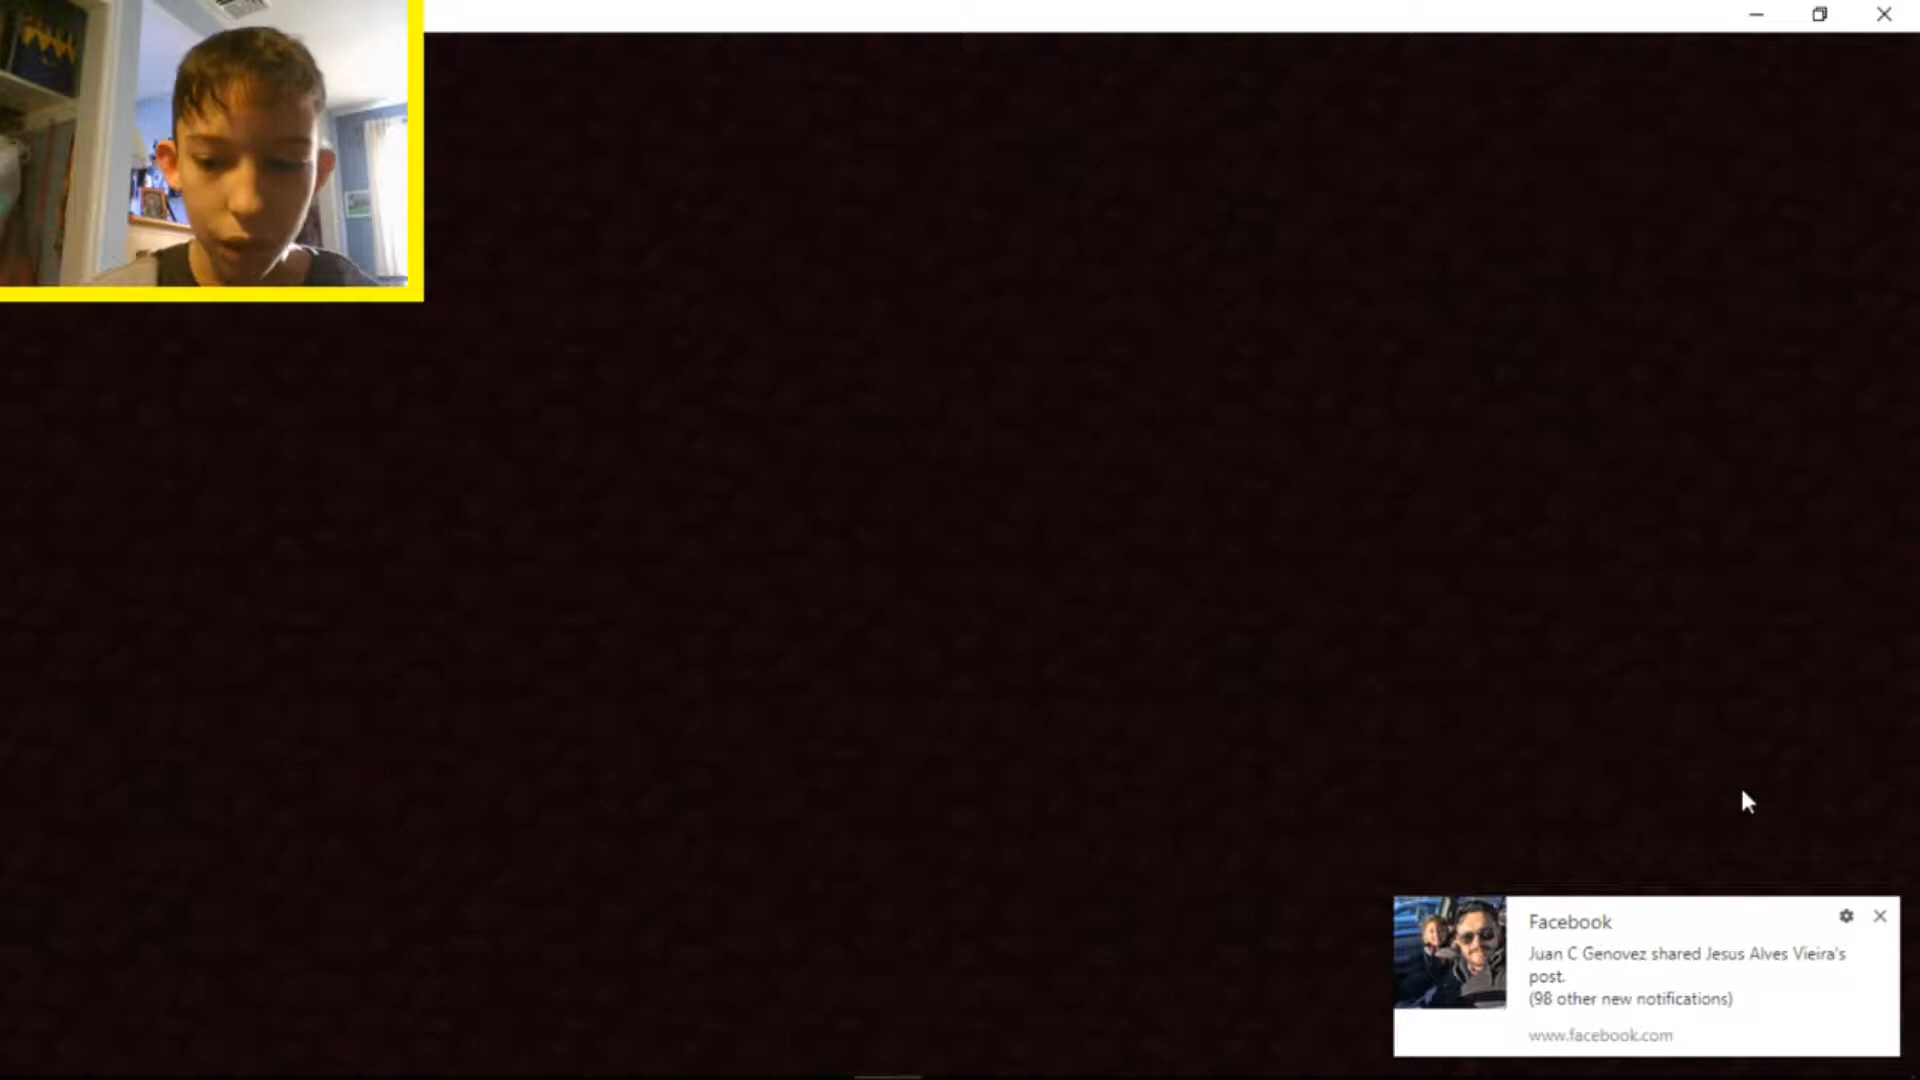 Facebook
Juan C Genovez shared Jesus Alves Vieira's
post.
(98 other new notifications)
www.facebook.com